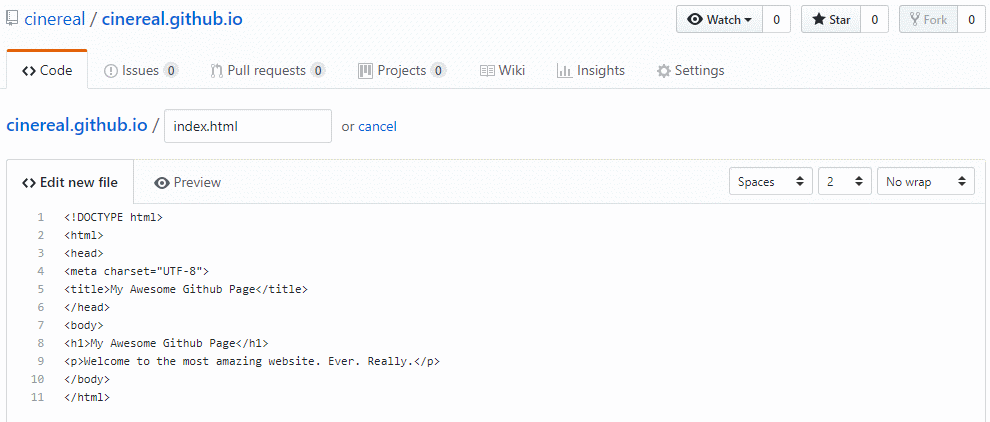 cinereal / cinereal.github.io Watch 0 Star 0 Fork 0
Code Issues 0 Pull requests 0 Projects 0 Wiki Insights Settings
cinereal.github.io / index.html or cancel
Edit new file Preview Spaces 2 No wrap
1 <!DOCTYPE html>
2 <html>
3 <head>
4 <meta charset="UTF-8">
5 <title>My Awesome Github Page</title>
6 </head>
7 <body>
8 <h1>My Awesome Github Page</h1>
9 <p>Welcome to the most amazing website. Ever. Really.</p>
10 </body>
11 </html>